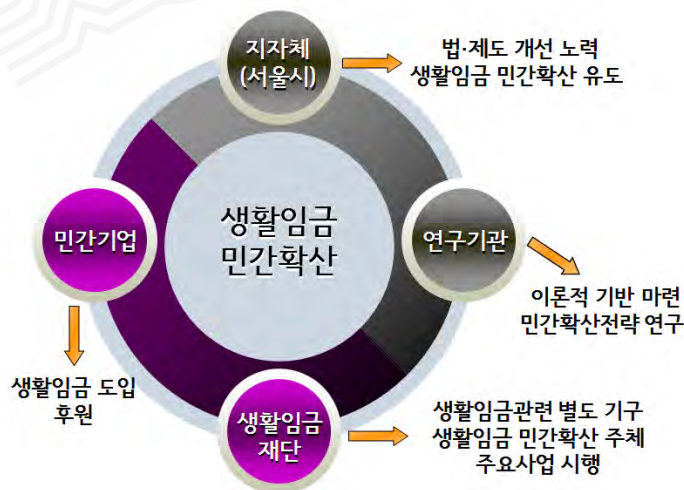 지자체
(서울시)
법·제도 개선 노력
생활임금 민간확산 유도
생활임금
민간확산
민간기업
연구기관
이론적 기반 마련
민간확산전략 연구
생활임금 도입
후원
생활임금
재단
생활임금관련 별도 기구
생활임금 민간확산 주체
주요사업 시행